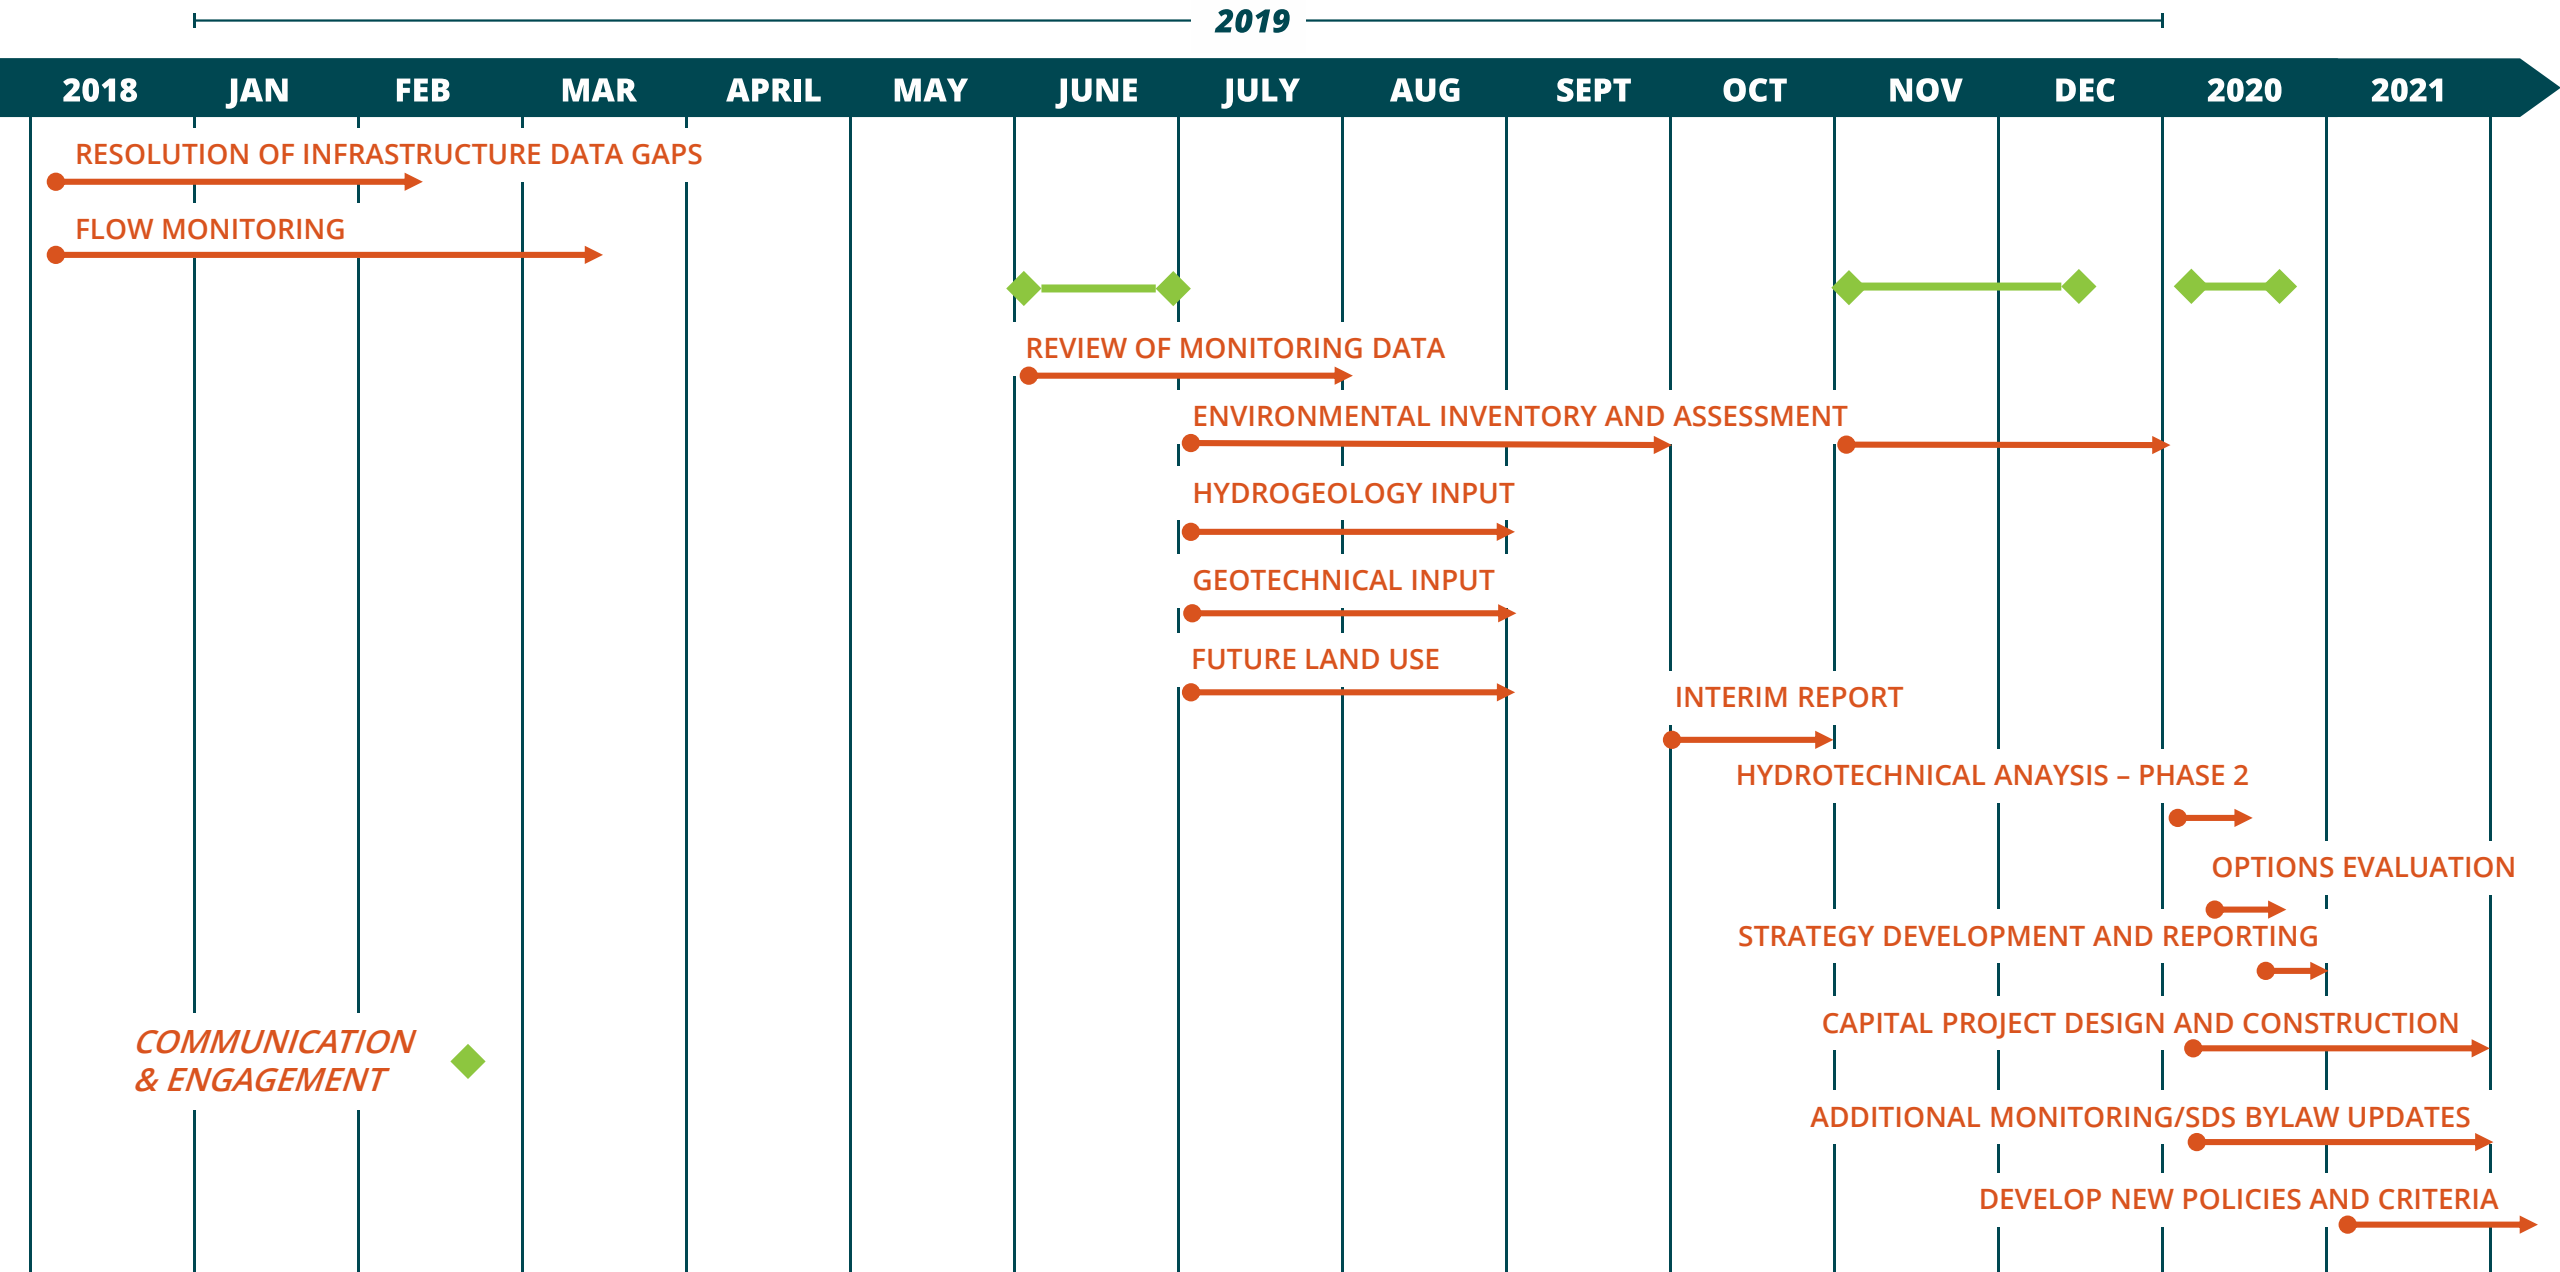 2019
2018 JAN FEB MAR APRIL MAY JUNE JULY AUG SEPT OCT NOV DEC 2020 2021
RESOLUTION OF INFRASTRUCTURE DATA GAPS
FLOW MONITORING
REVIEW OF MONITORING DATA
ENVIRONMENTAL INVENTORY AND ASSESSMENT
HYDROGEOLOGY INPUT
GEOTECHNICAL INPUT
FUTURE LAND USE
INTERIM REPORT
HYDROTECHNICAL ANAYSIS – PHASE 2
OPTIONS EVALUATION
STRATEGY DEVELOPMENT AND REPORTING
CAPITAL PROJECT DESIGN AND CONSTRUCTION
COMMUNICATION
& ENGAGEMENT
ADDITIONAL MONITORING/SDS BYLAW UPDATES
DEVELOP NEW POLICIES AND CRITERIA